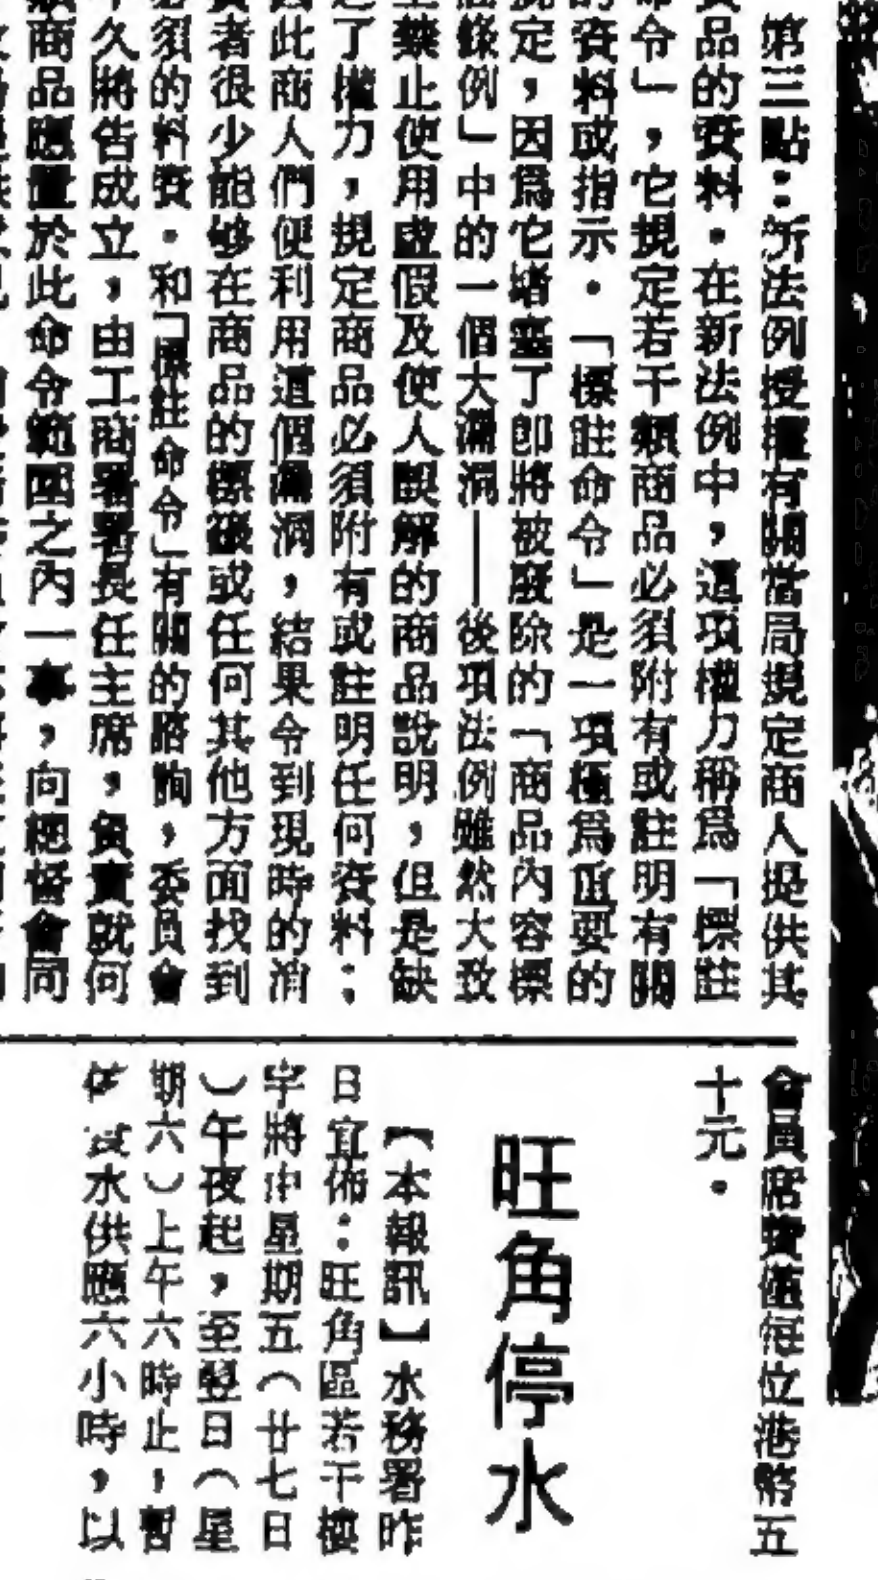 第三點：新法例授權有關當局規定商人提供其
品的資料．在新法例中，這項權力稱爲「標註
命令」，它規定若干類商品必須附有或註明有關
的資料或指示．「標註命令」是一項極爲重要的
規定，因爲它堵塞了卽將被廢除的「商品內容標
條例」中的一個大漏洞——後項法例雖然大致
禁止使用虛假及使人誤解的商品說明，但是缺
了權力，規定商品必須附有或註明任何資料；
因此商人們便利用這個漏洞，結果令到現時的消
費者很少能够在商品的標籤或任何其他方面找到
必須的料資．和「標註命令」有關的諮詢，委員會
不久將告成立，由工商署署長任主席，負責就何
類商品應置於此命令範圍之內一事，向總督會同
會員席費僅每位港幣五
十元．
旺角停水
【本報訊】水務署昨
日宣佈：旺角區若干樓
宇將由星期五（廿七日
）午夜起，至翌日（星
期六）上午六時止，暫
停食水供應六小時，以